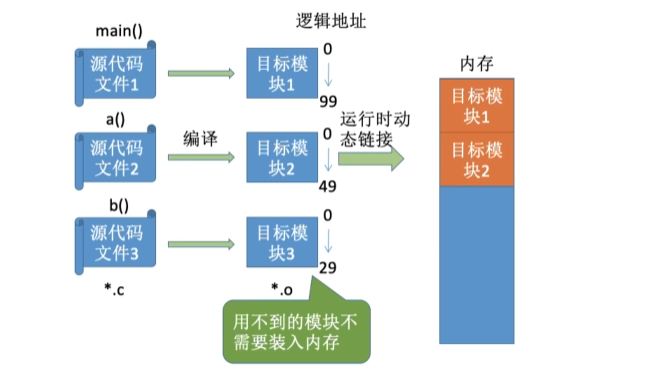 逻辑地址
main()
源代码
文件1
目标模
块1
0
99
内存
目标模
块1
目标模
块2
a()
源代码
文件2
编译
目标模
块2
0
49
运行时动
态链接
b()
源代码
文件3
目标模
块3
0
29
*.c
*.o
用不到的模块不
需要装入内存